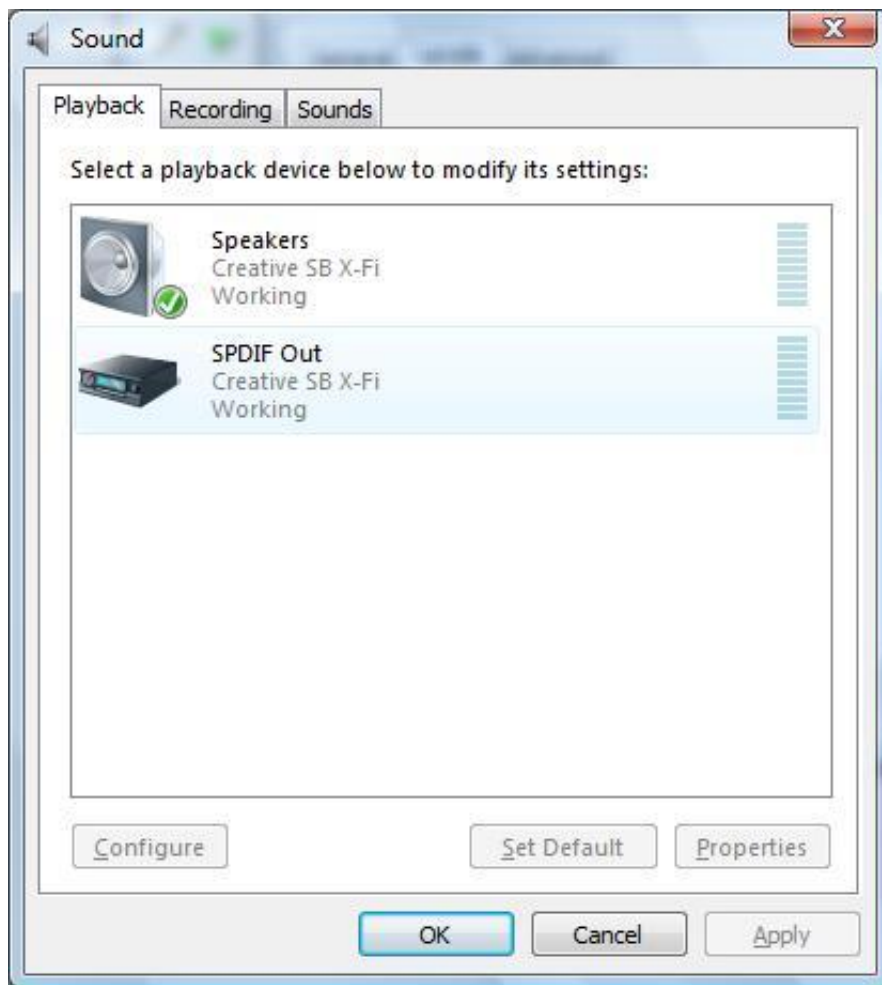 Sound
Playback
Recording
Sounds
Select a playback device below to modify its settings:
Speakers
Creative SB X-Fi
Working
SPDIF Out
Creative SB X-Fi
Working
Configure
Set Default
Properties
OK
Cancel
Apply